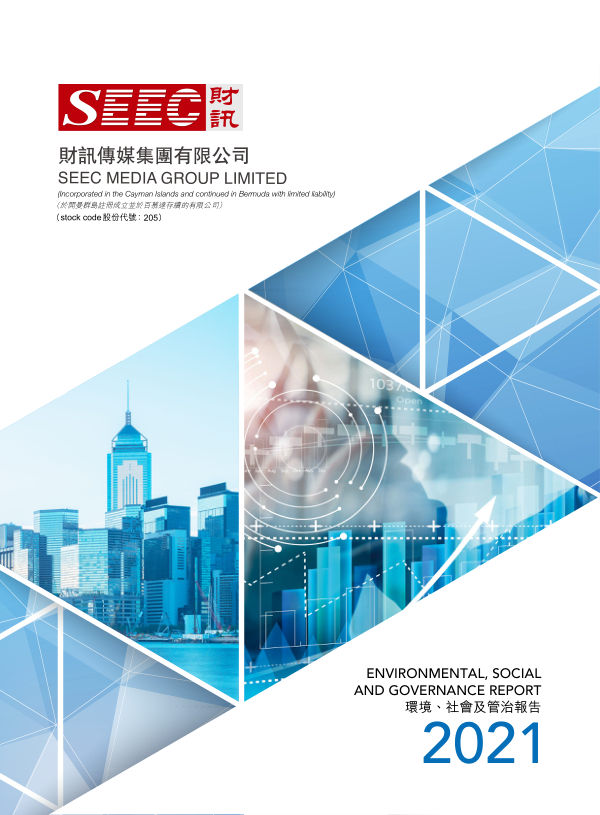 SEEC 財訊
財訊傳媒集團有限公司
SEEC MEDIA GROUP LIMITED
(Incorporated in the Cayman Islands and continued in Bermuda with limited liability)
（於開曼群島註冊成立並於百慕達存續的有限公司）
（stock code 股份代號：205）
Open
ENVIRONMENTAL, SOCIAL
AND GOVERNANCE REPORT
環境、社會及管治報告
2021